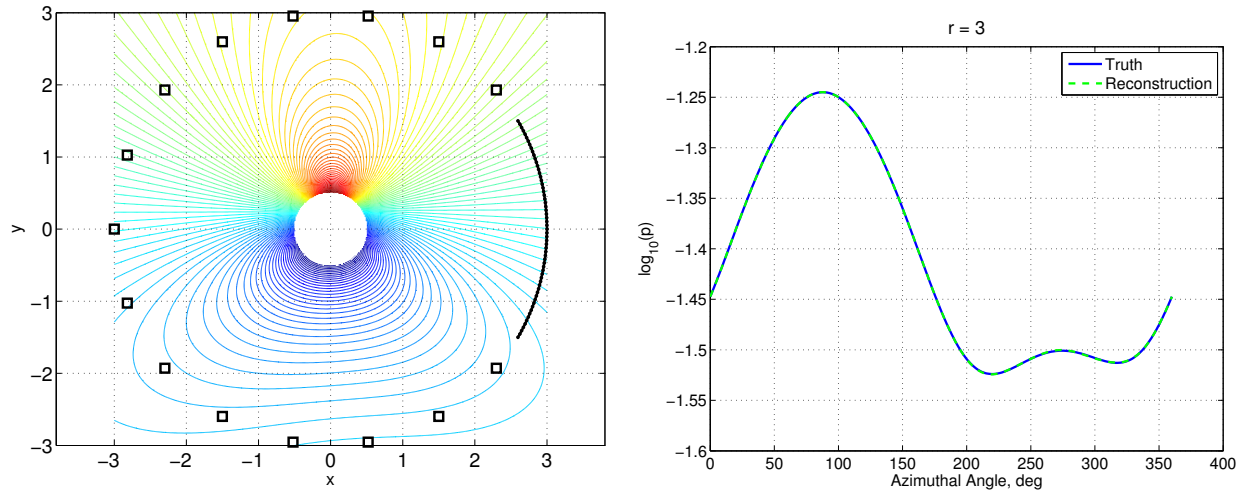 3
2
1
0
−1
−2
−3
y
−3 −2 −1 0 1 2 3
x
r = 3
−1.2
−1.25
−1.3
−1.35
−1.4
−1.45
−1.5
−1.55
−1.6
log10(p)
Truth
Reconstruction
0 50 100 150 200 250 300 350 400
Azimuthal Angle, deg